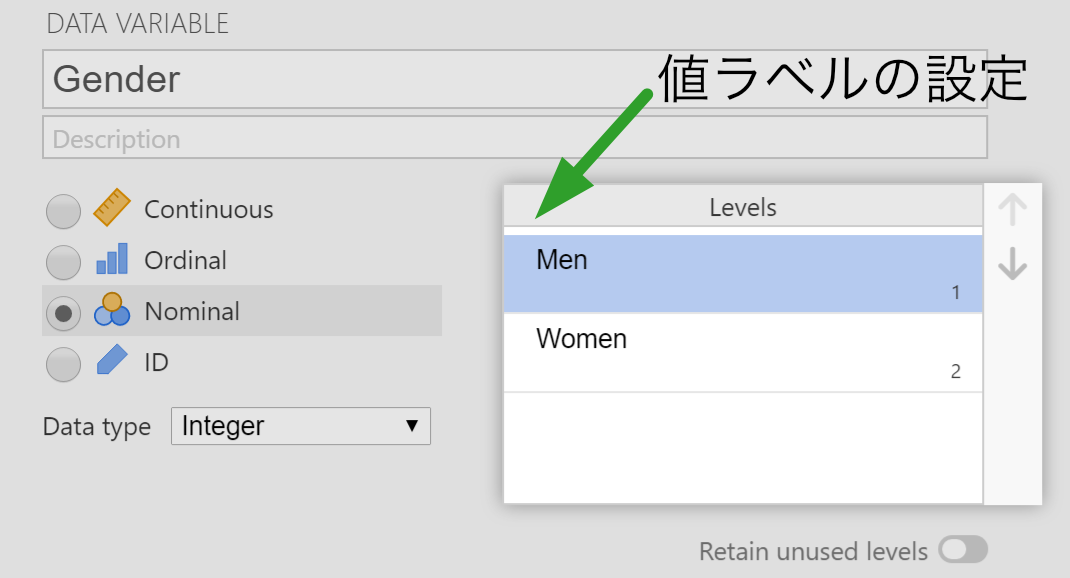 DATA VARIABLE
Gender
値ラベルの設定
Description
Continuous
Ordinal
Nominal
ID
Data type
Integer
Levels
Men
1
Women
2
Retain unused levels